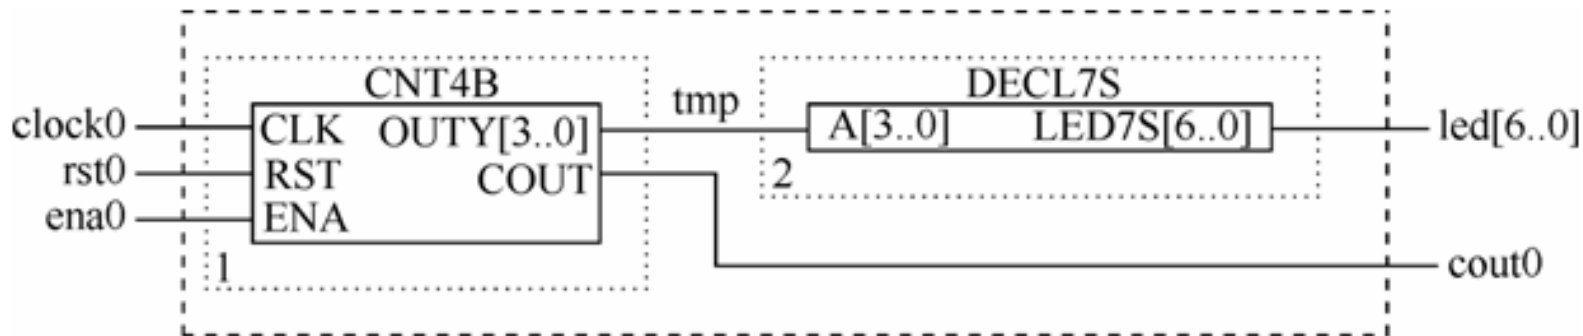 CNT4B
DECL7S
tmp
clock0
CLK
OUTY[3..0]
A[3..0]
LED7S[6..0]
led[6..0]
rst0
RST
COUT
2
ena0
ENA
1
cout0